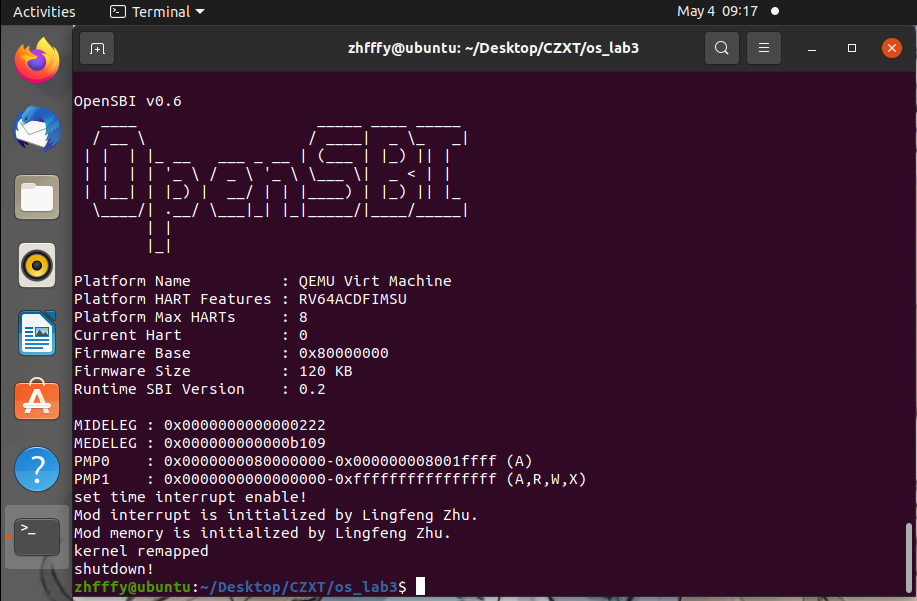 Activities Terminal May 4 09:17
zhfffy@ubuntu: ~/Desktop/CZXT/os_lab3
OpenSBI v0.6
OpenSBI
Platform Name : QEMU Virt Machine
Platform HART Features : RV64ACDFIMSU
Platform Max HARTs : 8
Current Hart : 0
Firmware Base : 0x80000000
Firmware Size : 120 KB
Runtime SBI Version : 0.2
MIDELEG : 0x0000000000000222
MEDELEG : 0x000000000000b109
PMP0 : 0x0000000080000000-0x000000008001ffff (A)
PMP1 : 0x0000000000000000-0xffffffffffffffff (A,R,W,X)
set time interrupt enable!
Mod interrupt is initialized by Lingfeng Zhu.
Mod memory is initialized by Lingfeng Zhu.
kernel remapped
shutdown!
zhfffy@ubuntu:~/Desktop/CZXT/os_lab3$